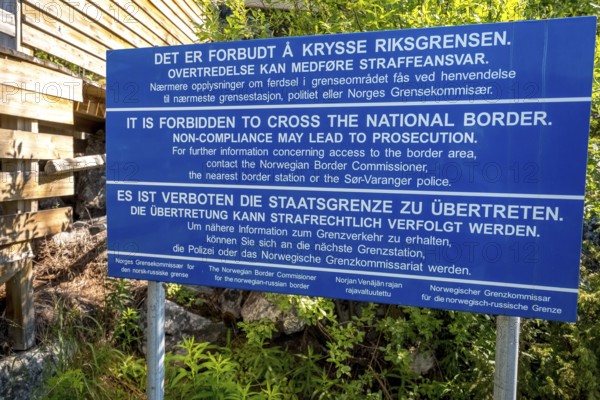 DET ER FORBUDT Å KRYSSE RIKSGRENSEN.
OVERTREDELSE KAN MEDFØRE STRAFFEANSVAR.
Nærmere opplysninger om ferdsel i grenseområdet fås ved henvendelse
til nærmeste grensestasjon, politiet eller Norges Grensekommisær.
IT IS FORBIDDEN TO CROSS THE NATIONAL BORDER.
NON-COMPLIANCE MAY LEAD TO PROSECUTION.
For further information concerning access to the border area,
contact the Norwegian Border Commissioner,
the nearest border station or the Sør-Varanger police.
ES IST VERBOTEN DIE STAATSGRENZE ZU ÜBERTRETEN.
DIE ÜBERTRETUNG KANN STRAFRECHTLICH VERFOLGT WERDEN.
Um nähere Information zum Grenzverkehr zu erhalten,
können Sie sich an die nächste Grenzstation,
die Polizei oder das Norwegische Grenzkommissariat werden.
Norges Grensekommisær for
den norsk-russiske grense
The Norwegian Border Commisioner
for the norwegian-russian border
Norjan Venäjän rajan
rajavaltuutettu
Norwegischer Grenzkommissar
für die norwegisch-russische Grenze